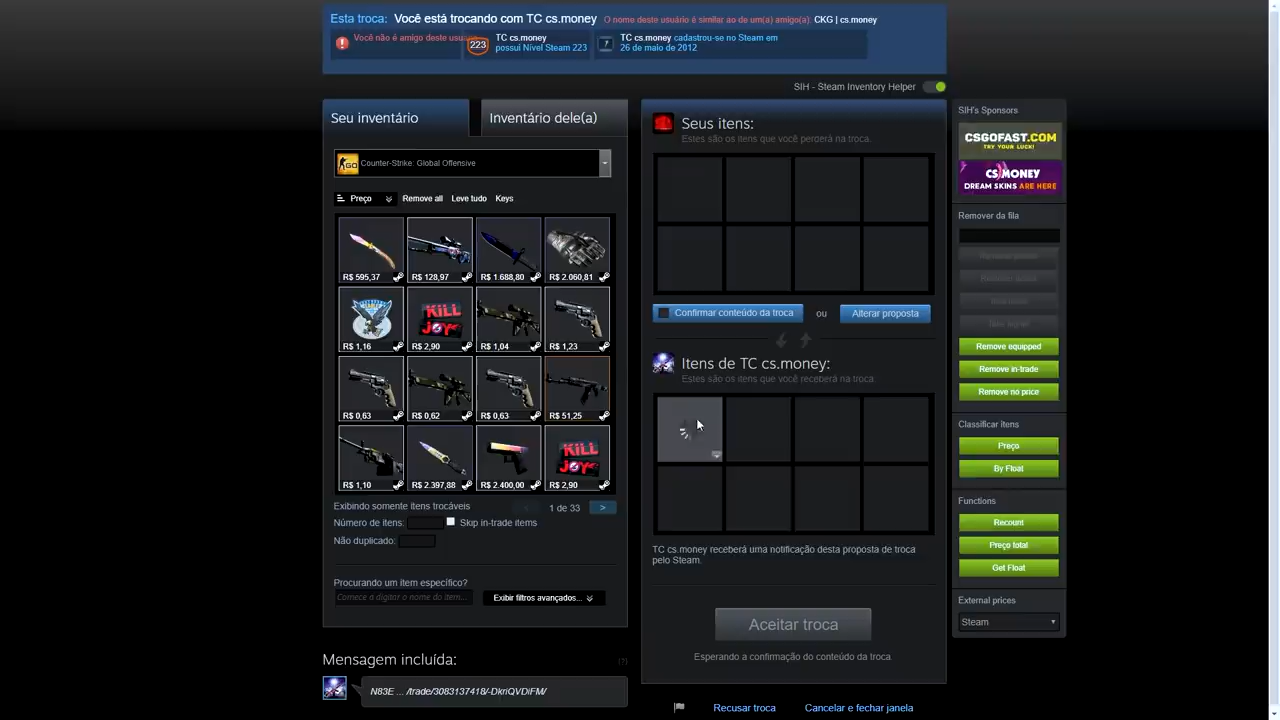 Esta troca: Você está trocando com TC cs.money O nome deste usuário é similar ao de um(a) amigo(a): CKG | cs.money
Você não é amigo deste
223
TC cs.money
possui Nível Steam 223
7
TC cs.money cadastrou-se no Steam em
26 de maio de 2012
SIH - Steam Inventory Helper
Seu inventário
Inventário dele(a)
Counter-Strike: Global Offensive
Preço
Remove all
Leve tudo
Keys
R$ 595,37
R$ 128,97
R$ 1.688,80
R$ 2.060,81
R$ 1,16
R$ 2,90
R$ 1,04
R$ 1,23
KILL
JOYS
R$ 0,63
R$ 0,62
R$ 0,63
R$ 51,25
R$ 1,10
R$ 2.397,88
R$ 2.400,00
R$ 2,90
KILL
JOYS
Exibindo somente itens trocáveis
1 de 33
>
Número de itens:
Skip in-trade items
Não duplicado:
Procurando um item específico?
Comece a digitar o nome do item...
Exibir filtros avançados...
Mensagem incluída:
(?)
N83E ... /trade/3083137418/-DkriQVDiFM/
Seus itens:
Estes são os itens que você perderá na troca.
Confirmar conteúdo da troca
ou
Alterar proposta
Itens de TC cs.money:
Estes são os itens que você receberá na troca.
TC cs.money receberá uma notificação desta proposta de troca
pelo Steam.
Aceitar troca
Esperando a confirmação do conteúdo da troca.
Recusar troca
Cancelar e fechar janela
SIH's Sponsors
CSGOFAST.COM
TRY YOUR LUCK!
CS MONEY
DREAM SKINS ARE HERE
Remover da fila
Remove equipped
Remove in-trade
Remove no price
Classificar itens
Preço
By Float
Functions
Recount
Preço total
Get Float
External prices
Steam